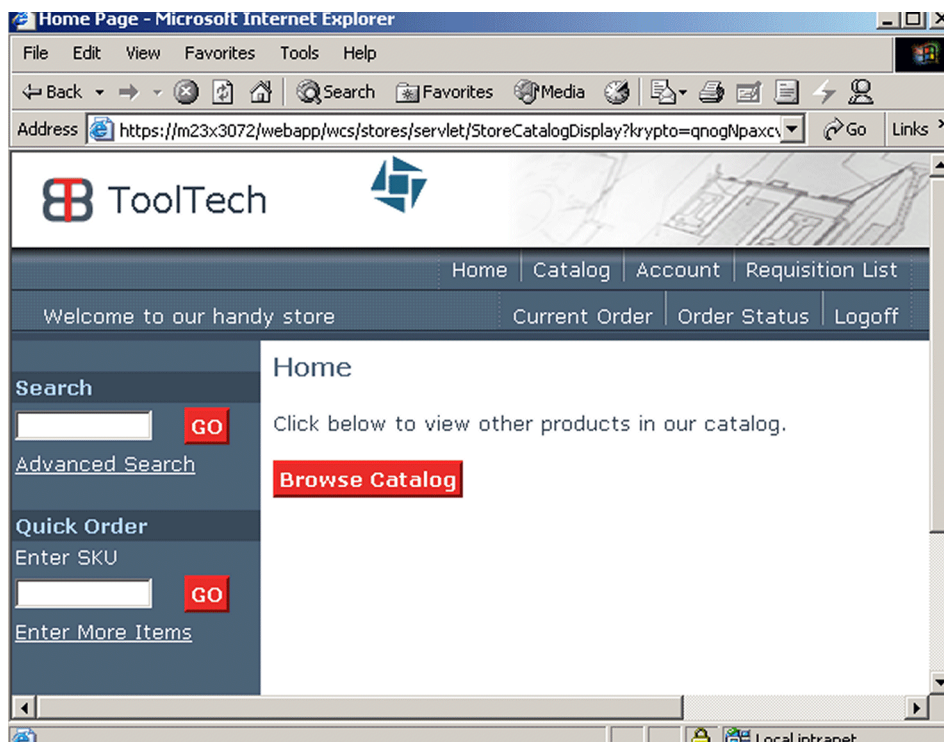 Home Page - Microsoft Internet Explorer
File Edit View Favorites Tools Help
Back Search Favorites Media
Address https://m23x3072/webapp/wcs/stores/servlet/StoreCatalogDisplay?krypto=qnogNpaxc Go Links
ToolTech
Home Catalog Account Requisition List
Welcome to our handy store Current Order Order Status Logoff
Home
Search
GO
Click below to view other products in our catalog.
Advanced Search
Browse Catalog
Quick Order
Enter SKU
GO
Enter More Items
Local intranet